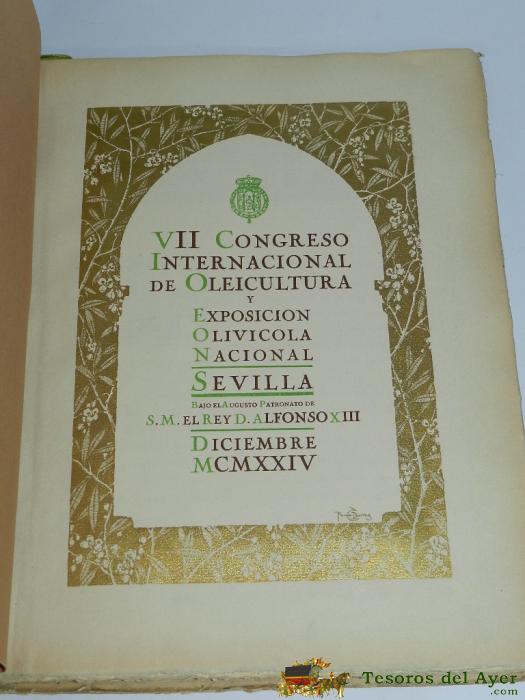 VII CONGRESO
INTERNACIONAL
DE OLEICULTURA
Y
EXPOSICION
OLIVICOLA
NACIONAL
SEVILLA
BAJO EL AUGUSTO PATRONATO DE
S.M. EL REY D. ALFONSO XIII
DICIEMBRE
MCMXXIV
Tesoros del Ayer
.com